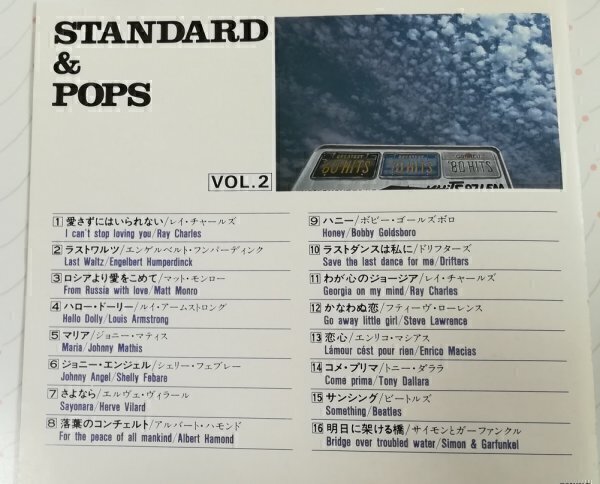 STANDARD
&
POPS
VOL.2
GREATEST
'60 HITS
'80 HITS
1 愛さずにはいられない/レイ・チャールズ
I can't stop loving you/Ray Charles
2 ラストワルツ/エンゲルベルト・フンパーディンク
Last Waltz/Engelbert Humperdinck
3 ロシアより愛をこめて/マット・モンロー
From Russia with love/Matt Monro
4 ハロー・ドーリー/ルイ・アームストロング
Hello Dolly/Louis Armstrong
5 マリア/ジョニー・マティス
Maria/Johnny Mathis
6 ジョニー・エンジェル/シェリー・フェブレー
Johnny Angel/Shelly Febare
7 さよなら/エルヴェ・ヴィラール
Sayonara/Herve Vilard
8 落葉のコンチェルト/アルバート・ハモンド
For the peace of all mankind/Albert Hamond
9 ハニー/ボビー・ゴールズボロ
Honey/Bobby Goldsboro
10 ラストダンスは私に/ドリフターズ
Save the last dance for me/Drifters
11 わが心のジョージア/レイ・チャールズ
Georgia on my mind/Ray Charles
12 かなわぬ恋/スティーヴ・ローレンス
Go away little girl/Steve Lawrence
13 恋心/エンリコ・マシアス
Lámour cést pour rien/Enrico Macias
14 コメ・プリマ/トニー・ダララ
Come prima/Tony Dallara
15 サンシング/ビートルズ
Something/Beatles
16 明日に架ける橋/サイモンとガーファンクル
Bridge over troubled water/Simon & Garfunkel